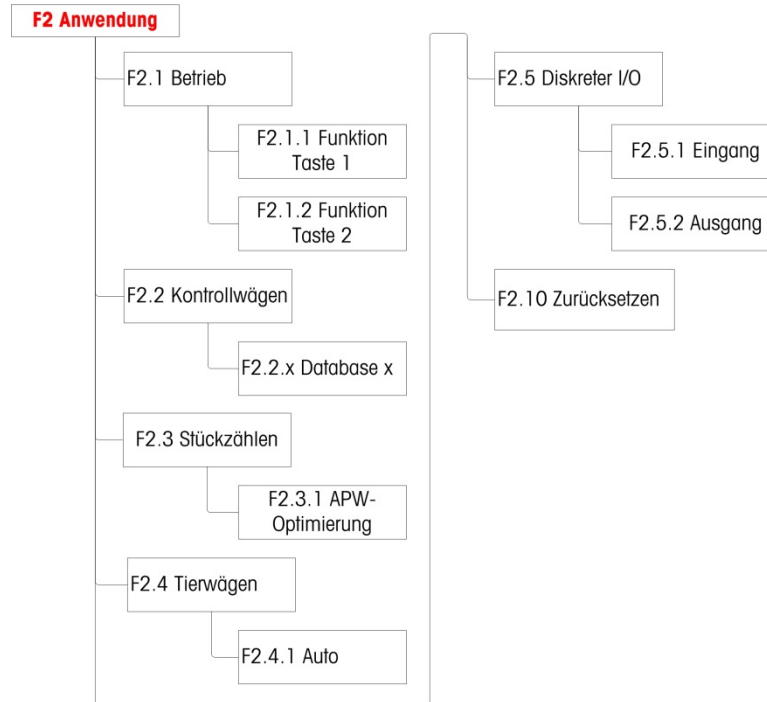 F2 Anwendung
F2.1 Betrieb
F2.1.1 Funktion
Taste 1
F2.1.2 Funktion
Taste 2
F2.2 Kontrollwägen
F2.2.x Database x
F2.3 Stückzählen
F2.3.1 APW-
Optimierung
F2.4 Tierwägen
F2.4.1 Auto
F2.5 Diskreter I/O
F2.5.1 Eingang
F2.5.2 Ausgang
F2.10 Zurücksetzen